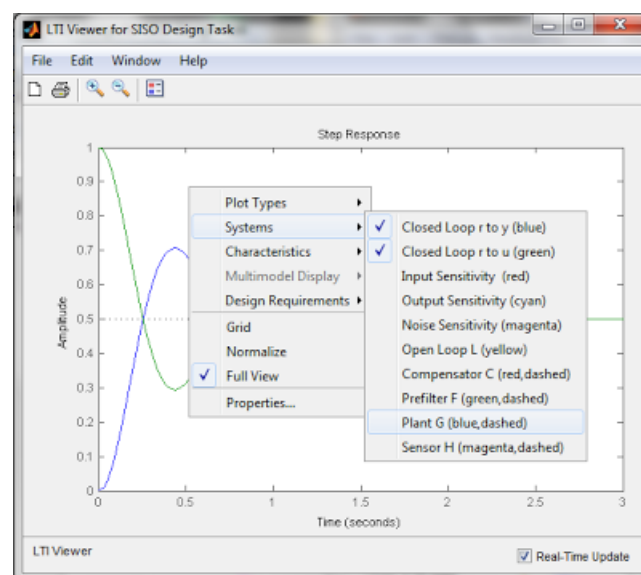 LTI Viewer for SISO Design Task
File Edit Window Help
Step Response
1
0.9
0.8
0.7
0.6
0.5
0.4
0.3
0.2
0.1
0
Amplitude
Plot Types
Systems
Characteristics
Multimodel Display
Design Requirements
Grid
Normalize
Full View
Properties...
Closed Loop r to y (blue)
Closed Loop r to u (green)
Input Sensitivity (red)
Output Sensitivity (cyan)
Noise Sensitivity (magenta)
Open Loop L (yellow)
Compensator C (red,dashed)
Prefilter F (green,dashed)
Plant G (blue,dashed)
Sensor H (magenta,dashed)
0 0.5 1 1.5 2 2.5 3
Time (seconds)
LTI Viewer
Real-Time Update